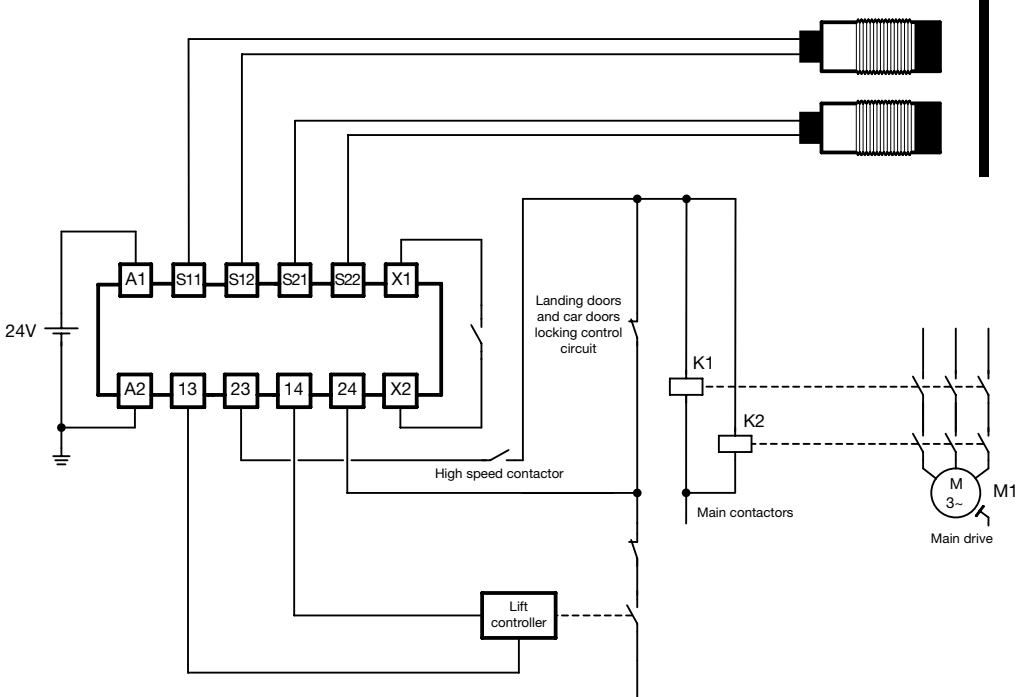 A1
S11
S12
S21
S22
X1
24V
Landing doors
and car doors
locking control
circuit
K1
A2
13
23
14
24
X2
K2
High speed contactor
M
3~
M1
Main contactors
Main drive
Lift
controller